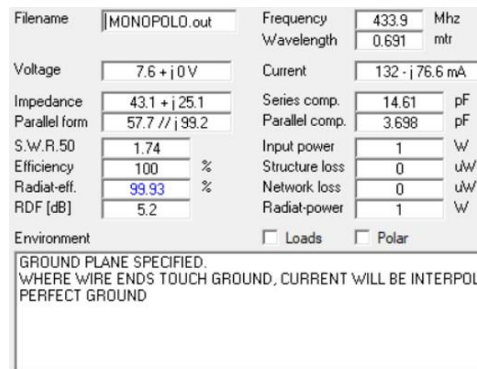 Filename MONOPOLO.out Frequency 433.9 Mhz
Wavelength 0.691 mtr
Voltage 7.6 + j 0 V Current 132 - j 76.6 mA
Impedance 43.1 + j 25.1 Series comp. 14.61 pF
Parallel form 57.7 // j 99.2 Parallel comp. 3.698 pF
S.W.R.50 1.74 Input power 1 W
Efficiency 100 % Structure loss 0 uW
Radiat-eff. 99.93 % Network loss 0 uW
RDF [dB] 5.2 Radiat-power 1 W
Environment Loads Polar
GROUND PLANE SPECIFIED.
WHERE WIRE ENDS TOUCH GROUND, CURRENT WILL BE INTERPOL
PERFECT GROUND